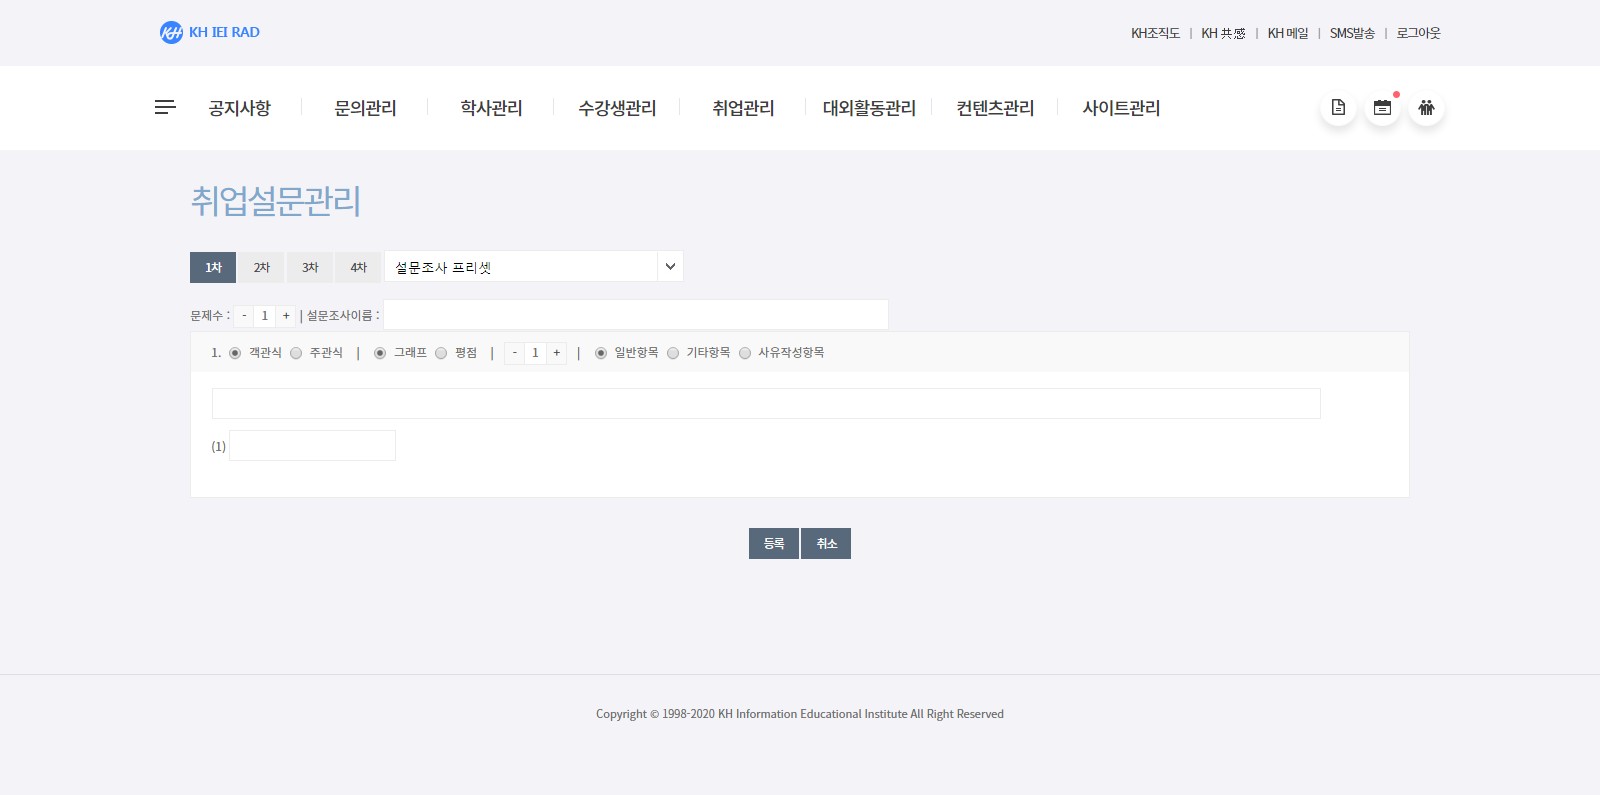 KH KH IEI RAD
KH조직도 | KH 共感 | KH 메일 | SMS발송 | 로그아웃
공지사항 문의관리 학사관리 수강생관리 취업관리 대외활동관리 컨텐츠관리 사이트관리
취업설문관리
1차 2차 3차 4차 설문조사 프리셋
문제수 : - 1 + | 설문조사이름 :
1. 객관식 주관식 | 그래프 평점 | - 1 + | 일반항목 기타항목 사유작성항목
(1)
등록 취소
Copyright © 1998-2020 KH Information Educational Institute All Right Reserved